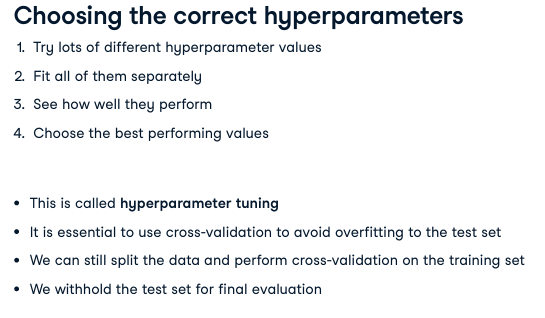 Choosing the correct hyperparameters
1. Try lots of different hyperparameter values
2. Fit all of them separately
3. See how well they perform
4. Choose the best performing values
• This is called hyperparameter tuning
• It is essential to use cross-validation to avoid overfitting to the test set
• We can still split the data and perform cross-validation on the training set
• We withhold the test set for final evaluation